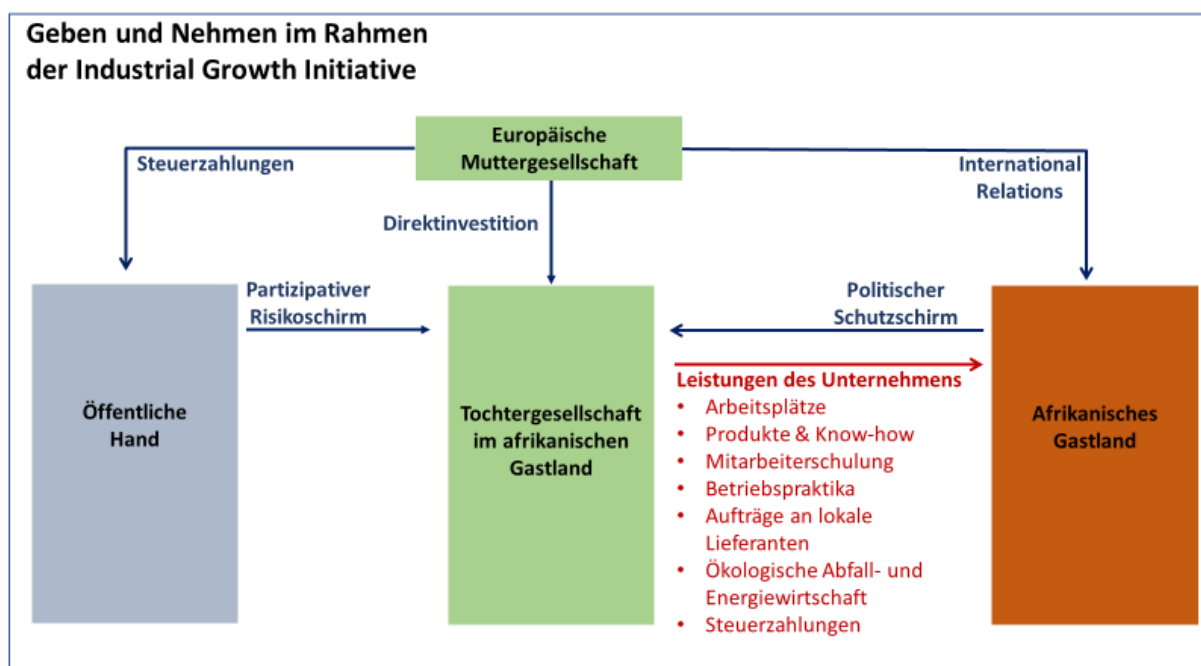 Geben und Nehmen im Rahmen
der Industrial Growth Initiative
Europäische
Muttergesellschaft
Steuerzahlungen
International
Relations
Direktinvestition
Partizipativer
Risikoschirm
Politischer
Schutzschirm
Öffentliche
Hand
Tochtergesellschaft
im afrikanischen
Gastland
Leistungen des Unternehmens
• Arbeitsplätze
• Produkte & Know-how
• Mitarbeiterschulung
• Betriebspraktika
• Aufträge an lokale
Lieferanten
• Ökologische Abfall- und
Energiewirtschaft
• Steuerzahlungen
Afrikanisches
Gastland